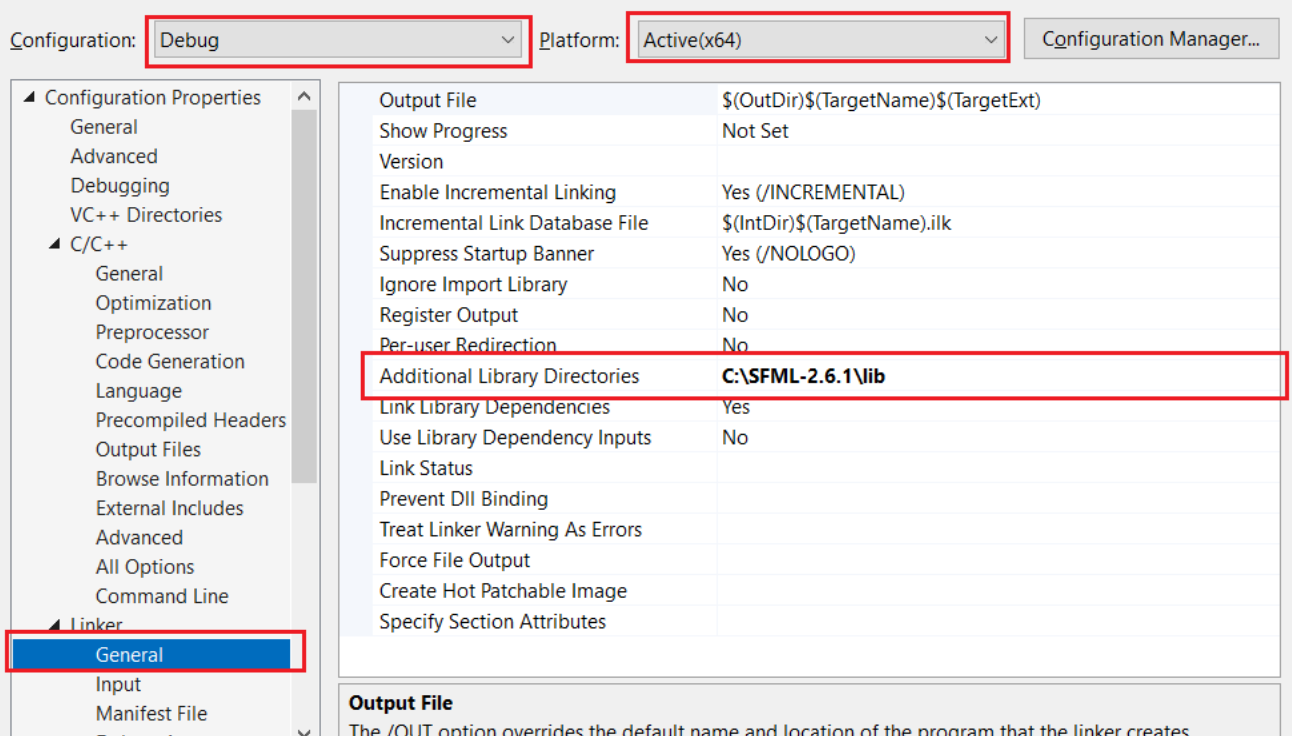 Configuration: Debug Platform: Active(x64) Configuration Manager...
Configuration Properties
General
Advanced
Debugging
VC++ Directories
C/C++
General
Optimization
Preprocessor
Code Generation
Language
Precompiled Headers
Output Files
Browse Information
External Includes
Advanced
All Options
Command Line
Linker
General
Input
Manifest File
Output File $(OutDir)$(TargetName)$(TargetExt)
Show Progress Not Set
Version
Enable Incremental Linking Yes (/INCREMENTAL)
Incremental Link Database File $(IntDir)$(TargetName).ilk
Suppress Startup Banner Yes (/NOLOGO)
Ignore Import Library No
Register Output No
Per-user Redirection No
Additional Library Directories C:\SFML-2.6.1\lib
Link Library Dependencies Yes
Use Library Dependency Inputs No
Link Status
Prevent Dll Binding
Treat Linker Warning As Errors
Force File Output
Create Hot Patchable Image
Specify Section Attributes
Output File
The /OUT option overrides the default name and location of the program that the linker creates